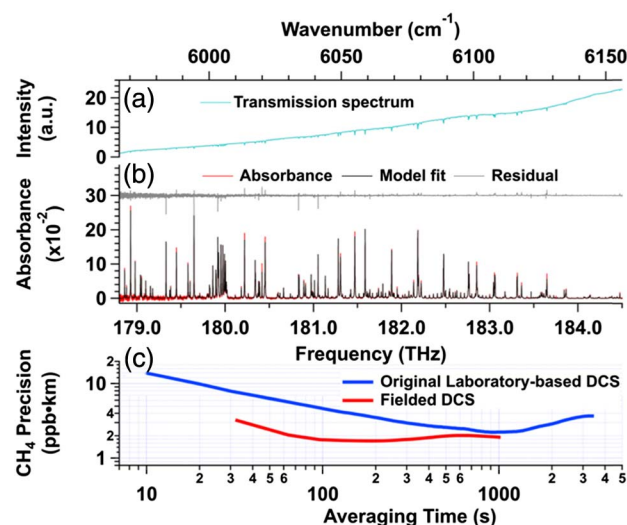 Wavenumber (cm⁻¹)
6000 6050 6100 6150
(a)
Transmission spectrum
Intensity
(a.u.)
20
10
0
(b)
Absorbance Model fit Residual
Absorbance
(x10⁻²)
30
20
10
0
179.0 180.0 181.0 182.0 183.0 184.0
Frequency (THz)
(c)
Original Laboratory-based DCS
Fielded DCS
CH₄ Precision
(ppb•km)
2
10
4
2
1
10 2 3 4 5 6 100 2 3 4 5 6 1000 2 3 4 5
Averaging Time (s)